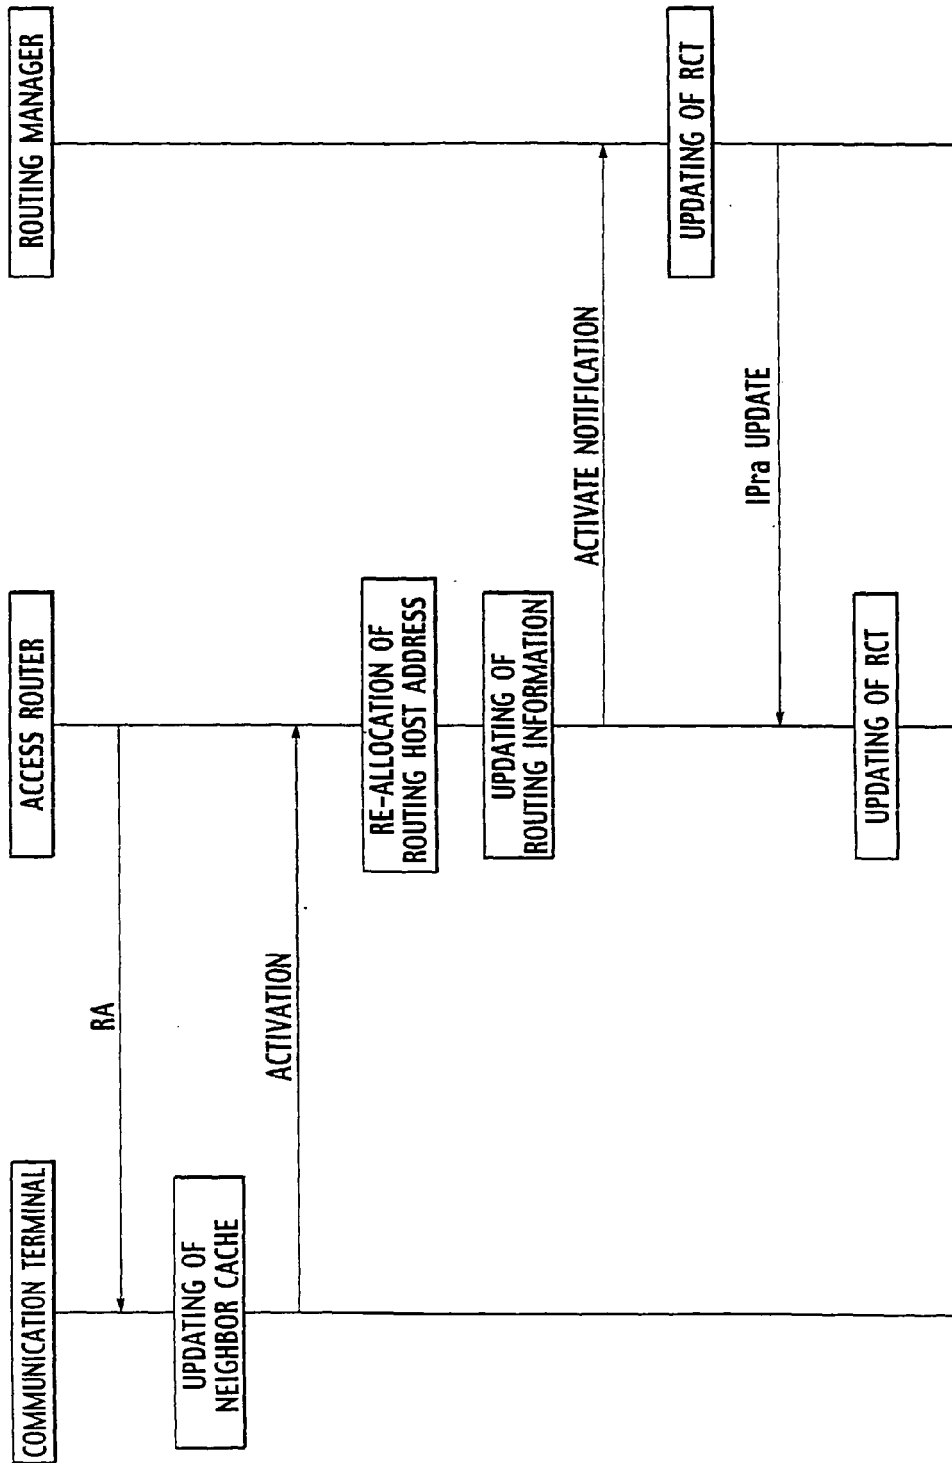 COMMUNICATION TERMINAL
ACCESS ROUTER
ROUTING MANAGER
RA
UPDATING OF
NEIGHBOR CACHE
ACTIVATION
RE-ALLOCATION OF
ROUTING HOST ADDRESS
UPDATING OF
ROUTING INFORMATION
ACTIVATE NOTIFICATION
UPDATING OF RCT
IPra UPDATE
UPDATING OF RCT